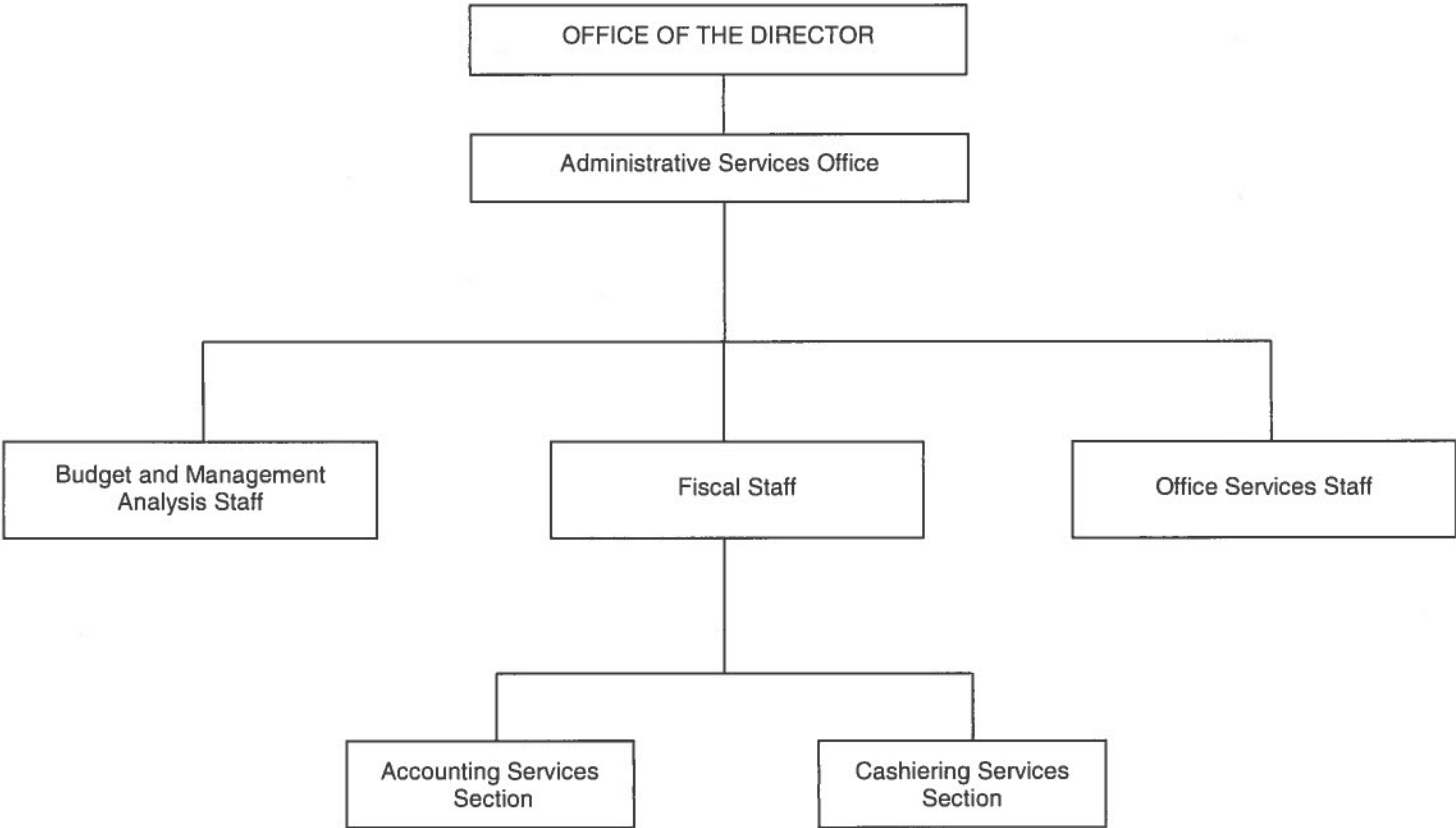 OFFICE OF THE DIRECTOR
Administrative Services Office
Budget and Management
Analysis Staff
Fiscal Staff
Office Services Staff
Accounting Services
Section
Cashiering Services
Section